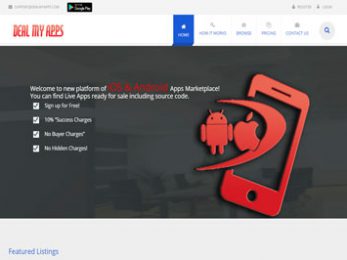 REGISTER LOGIN
Google Play
DEAL MY APPS
HOME
HOW IT WORKS
BROWSE
PRICING
CONTACT US
Welcome to new platform of iOS & Android Apps Marketplace!
You can find Live Apps ready for sale including source code.
Sign up for Free!
10% "Success Charges
No Buyer Charges"
No Hidden Charges!
Featured Listings